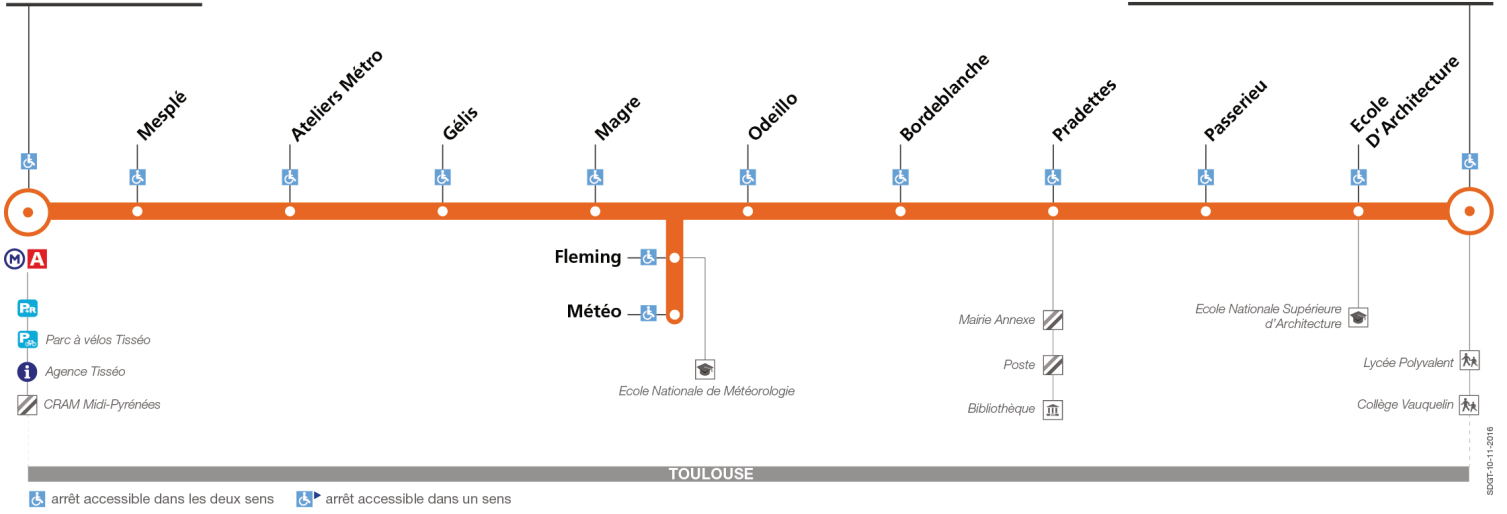 Mesplé
Ateliers Métro
Gélis
Magre
Odeillo
Bordeblanche
Pradettes
Passerieu
Ecole
D'Architecture
M A
Fleming
Météo
P+R
P
Parc à vélos Tisséo
i
Agence Tisséo
CRAM Midi-Pyrénées
Ecole Nationale de Météorologie
Mairie Annexe
Poste
Bibliothèque
Ecole Nationale Supérieure
d'Architecture
Lycée Polyvalent
Collège Vauquelin
TOULOUSE
arrêt accessible dans les deux sens
arrêt accessible dans un sens
SDGT-10-11-2016